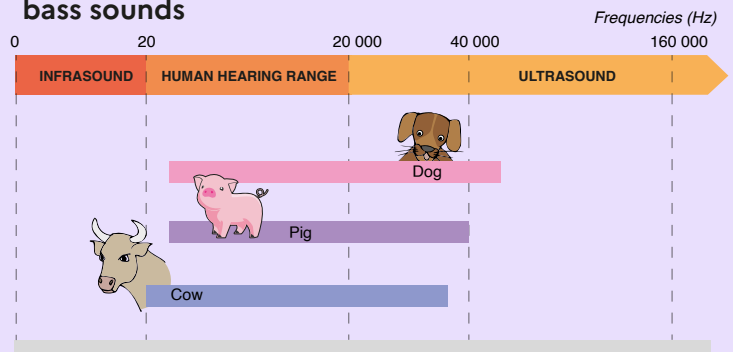 bass sounds
Frequencies (Hz)
0 20 20 000 40 000 160 000
INFRASOUND HUMAN HEARING RANGE ULTRASOUND
Dog
Pig
Cow